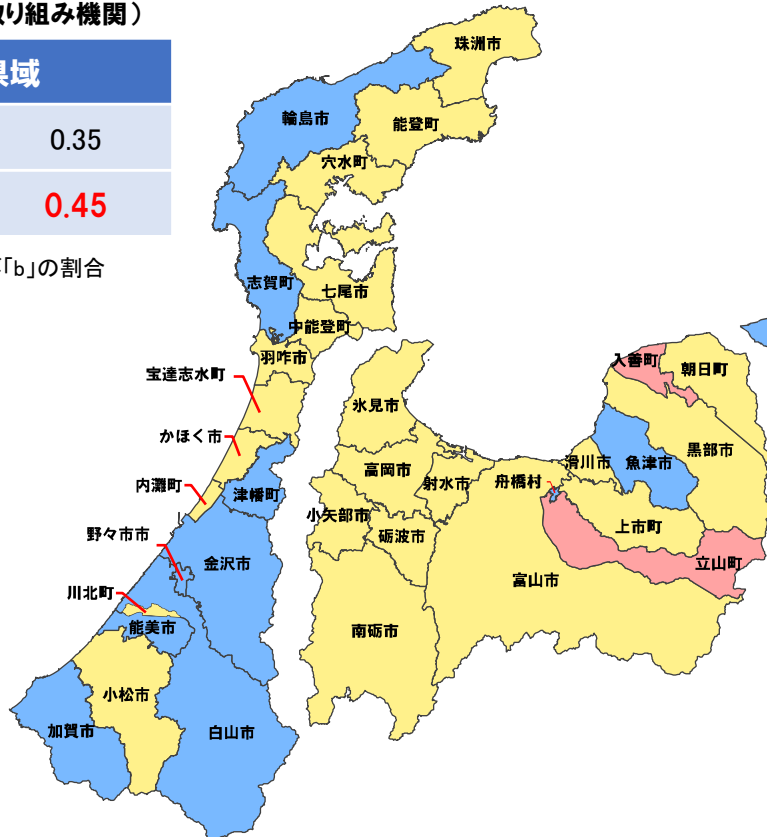 り組み機関）
県域
0.35
0.45
「b」の割合
珠洲市
輪島市
能登町
穴水町
志賀町
七尾市
中能登町
羽咋市
宝達志水町
かほく市
内灘町
津幡町
野々市市
金沢市
川北町
能美市
小松市
加賀市
白山市
氷見市
高岡市
射水市
小矢部市
砺波市
南砺市
富山市
舟橋村
滑川市
魚津市
黒部市
入善町
朝日町
上市町
立山町